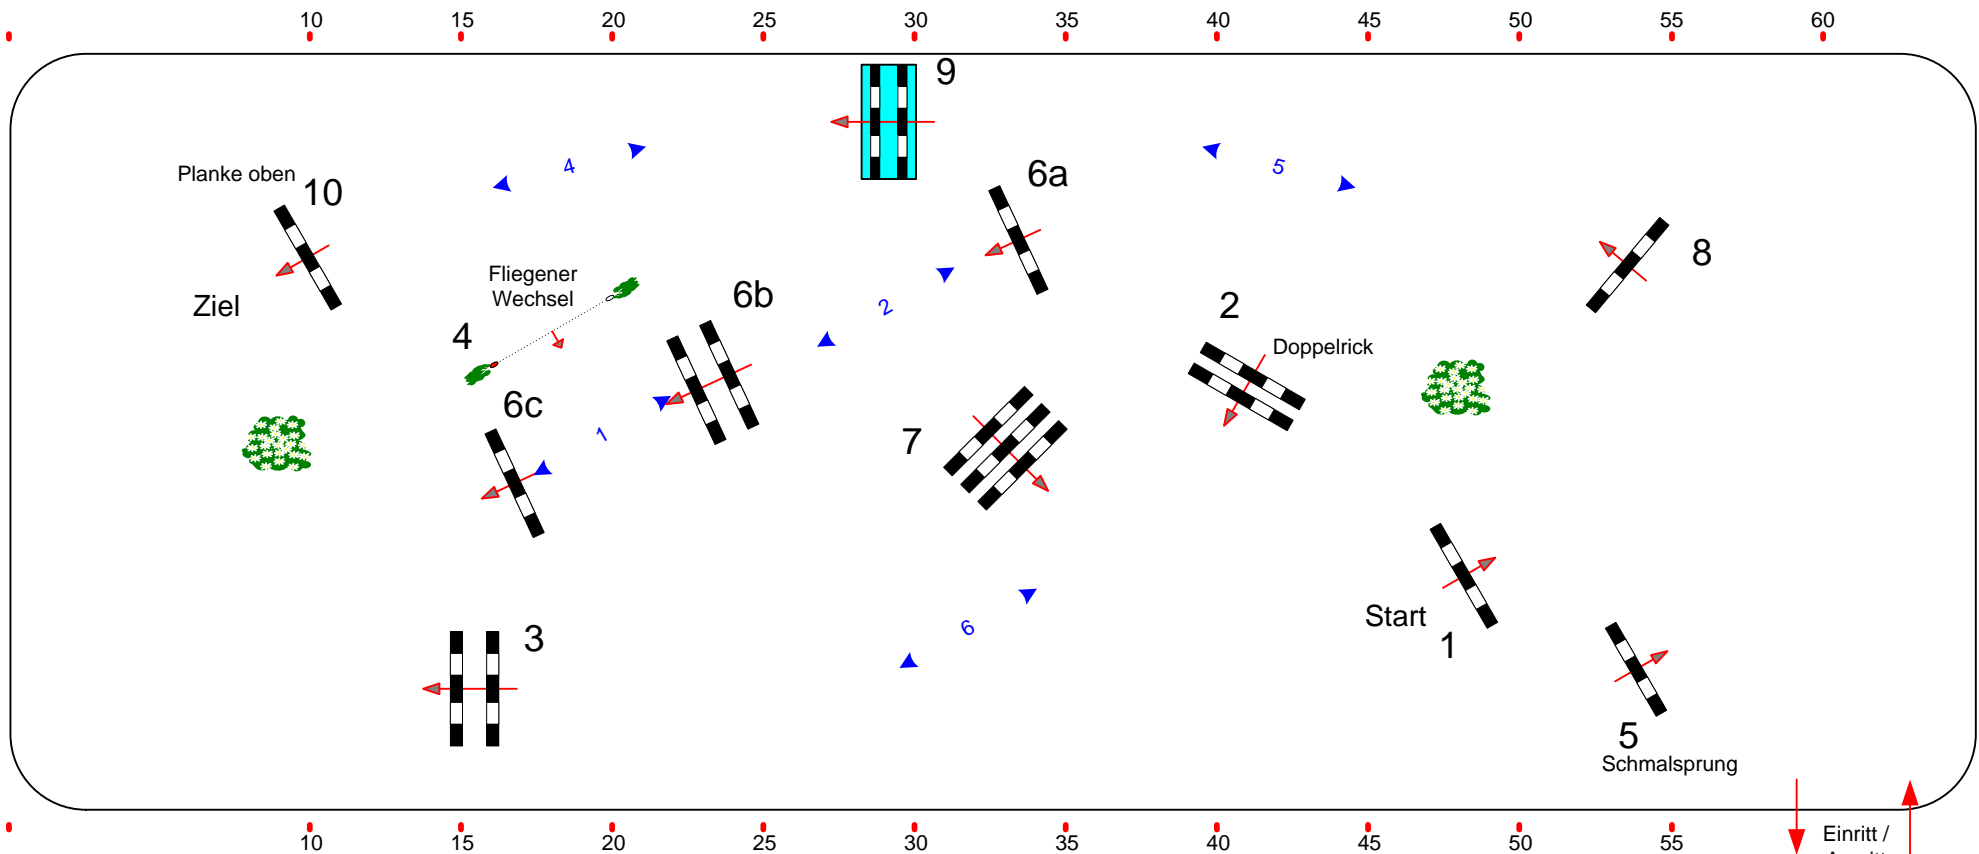 10 15 20 25 30 35 40 45 50 55 60
9
4
5
Planke oben
10
6a
8
Fliegener
Wechsel
Ziel
6b
2
2
4
Doppelrick
6c
1
7
Start
1
6
3
5
Schmalsprung
10 15 20 25 30 35 40 45 50 55
Einritt /